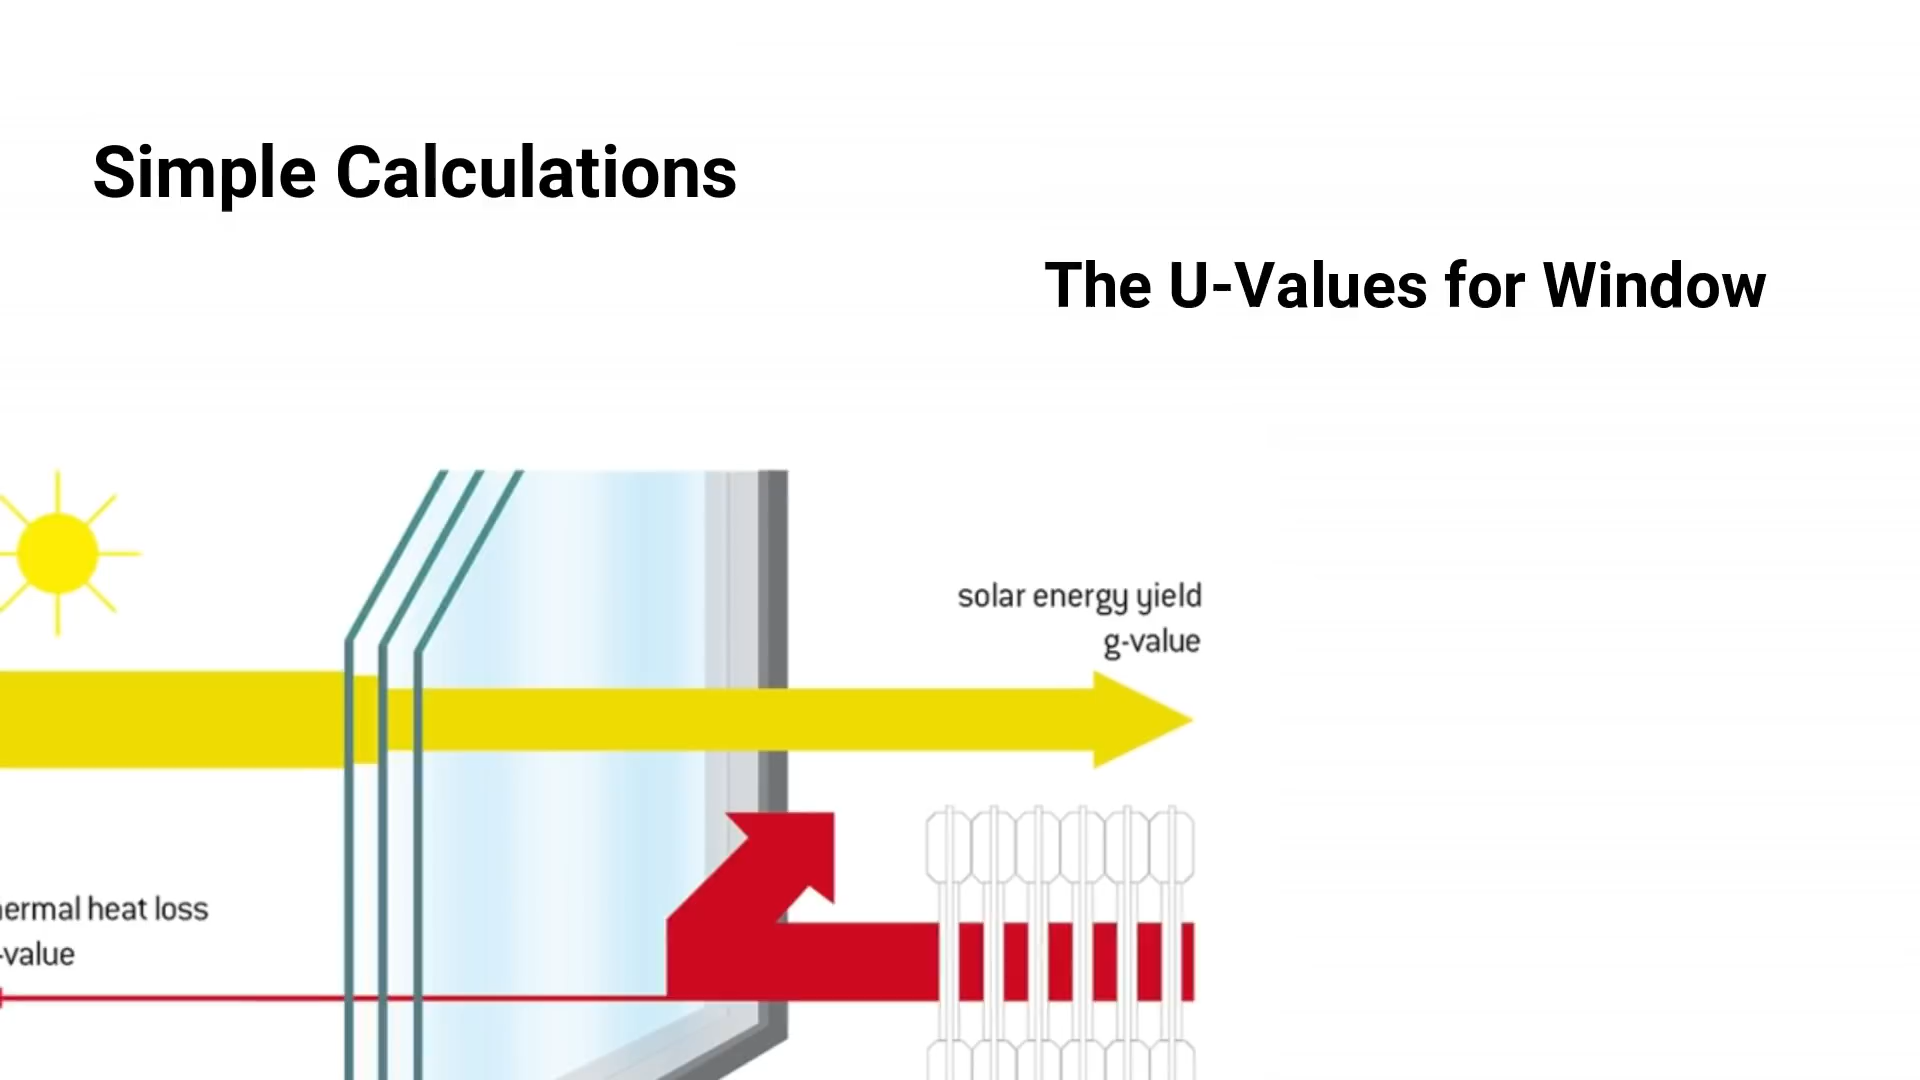 Simple Calculations
The U-Values for Window
solar energy yield
g-value
ermal heat loss
-value